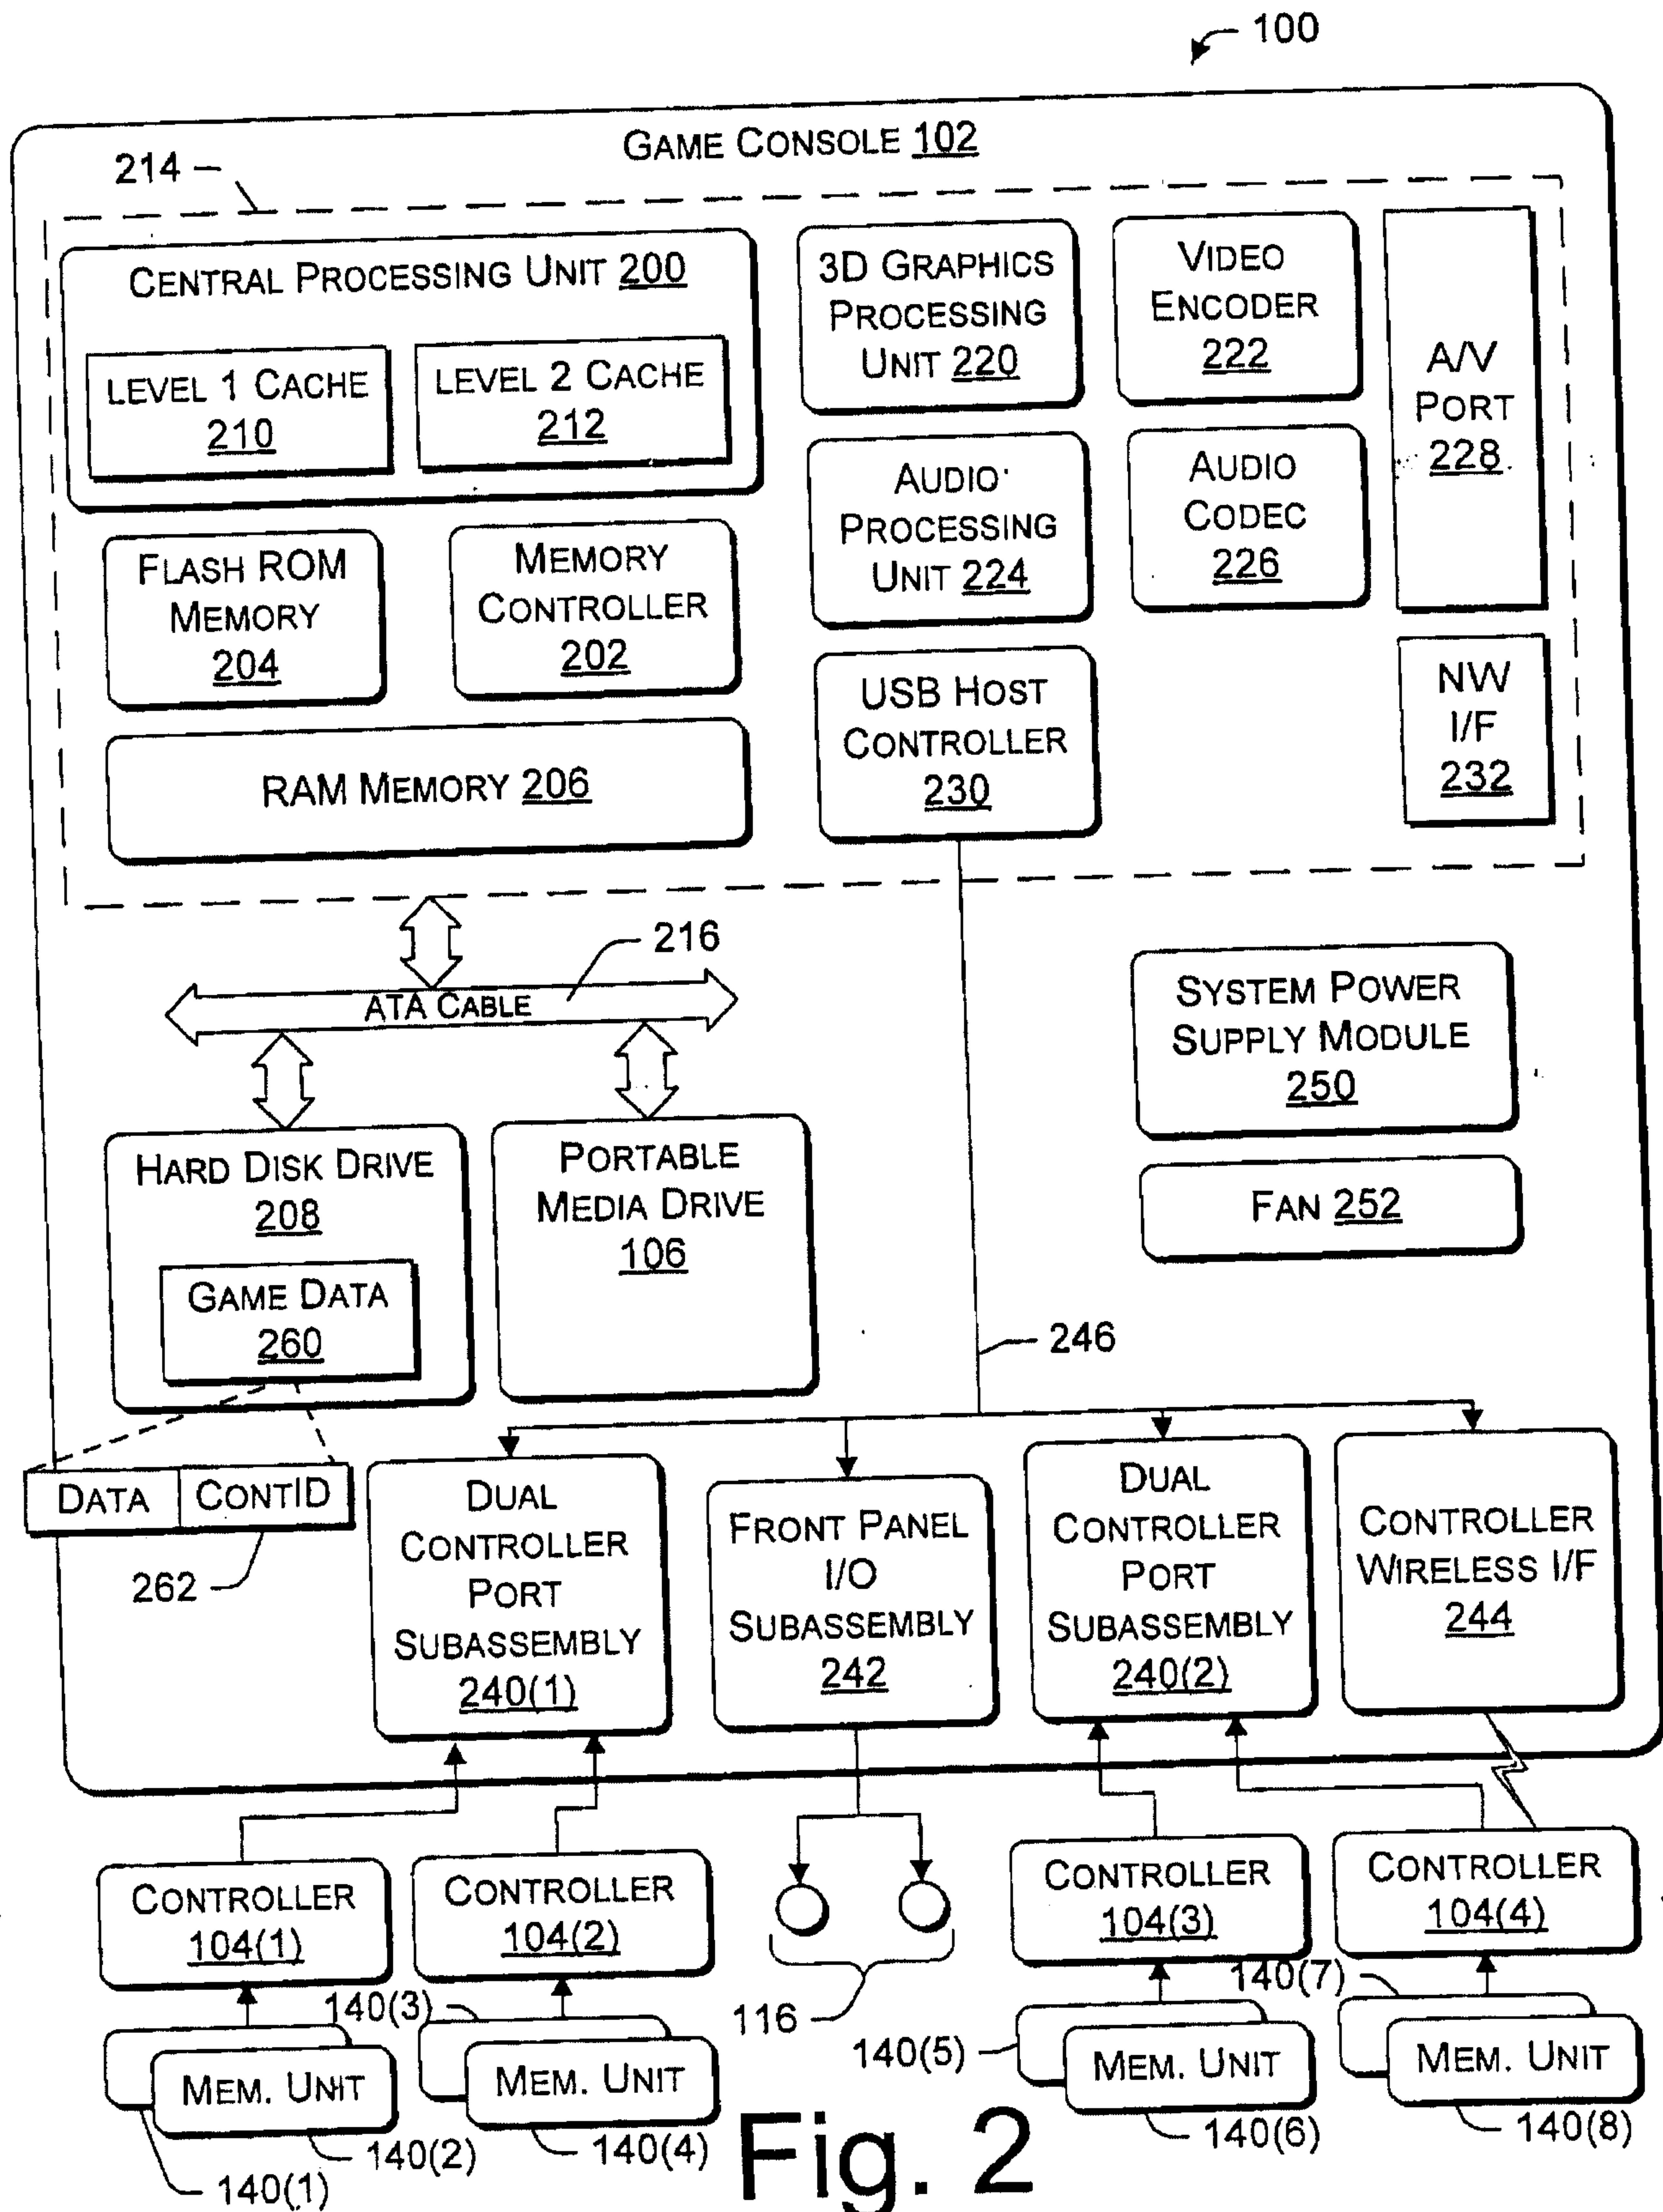 100
GAME CONSOLE 102
214
CENTRAL PROCESSING UNIT 200
LEVEL 1 CACHE
210
LEVEL 2 CACHE
212
3D GRAPHICS
PROCESSING
UNIT 220
VIDEO
ENCODER
222
A/V
PORT
228
AUDIO
PROCESSING
UNIT 224
AUDIO
CODEC
226
FLASH ROM
MEMORY
204
MEMORY
CONTROLLER
202
USB HOST
CONTROLLER
230
NW
I/F
232
RAM MEMORY 206
216
ATA CABLE
SYSTEM POWER
SUPPLY MODULE
250
HARD DISK DRIVE
208
PORTABLE
MEDIA DRIVE
106
FAN 252
GAME DATA
260
246
DATA
CONTID
262
DUAL
CONTROLLER
PORT
SUBASSEMBLY
240(1)
FRONT PANEL
I/O
SUBASSEMBLY
242
DUAL
CONTROLLER
PORT
SUBASSEMBLY
240(2)
CONTROLLER
WIRELESS I/F
244
CONTROLLER
104(1)
CONTROLLER
104(2)
CONTROLLER
104(3)
CONTROLLER
104(4)
140(3)
116
140(5)
140(7)
MEM. UNIT
MEM. UNIT
MEM. UNIT
MEM. UNIT
140(1)
140(2)
140(4)
140(6)
140(8)
Fig. 2